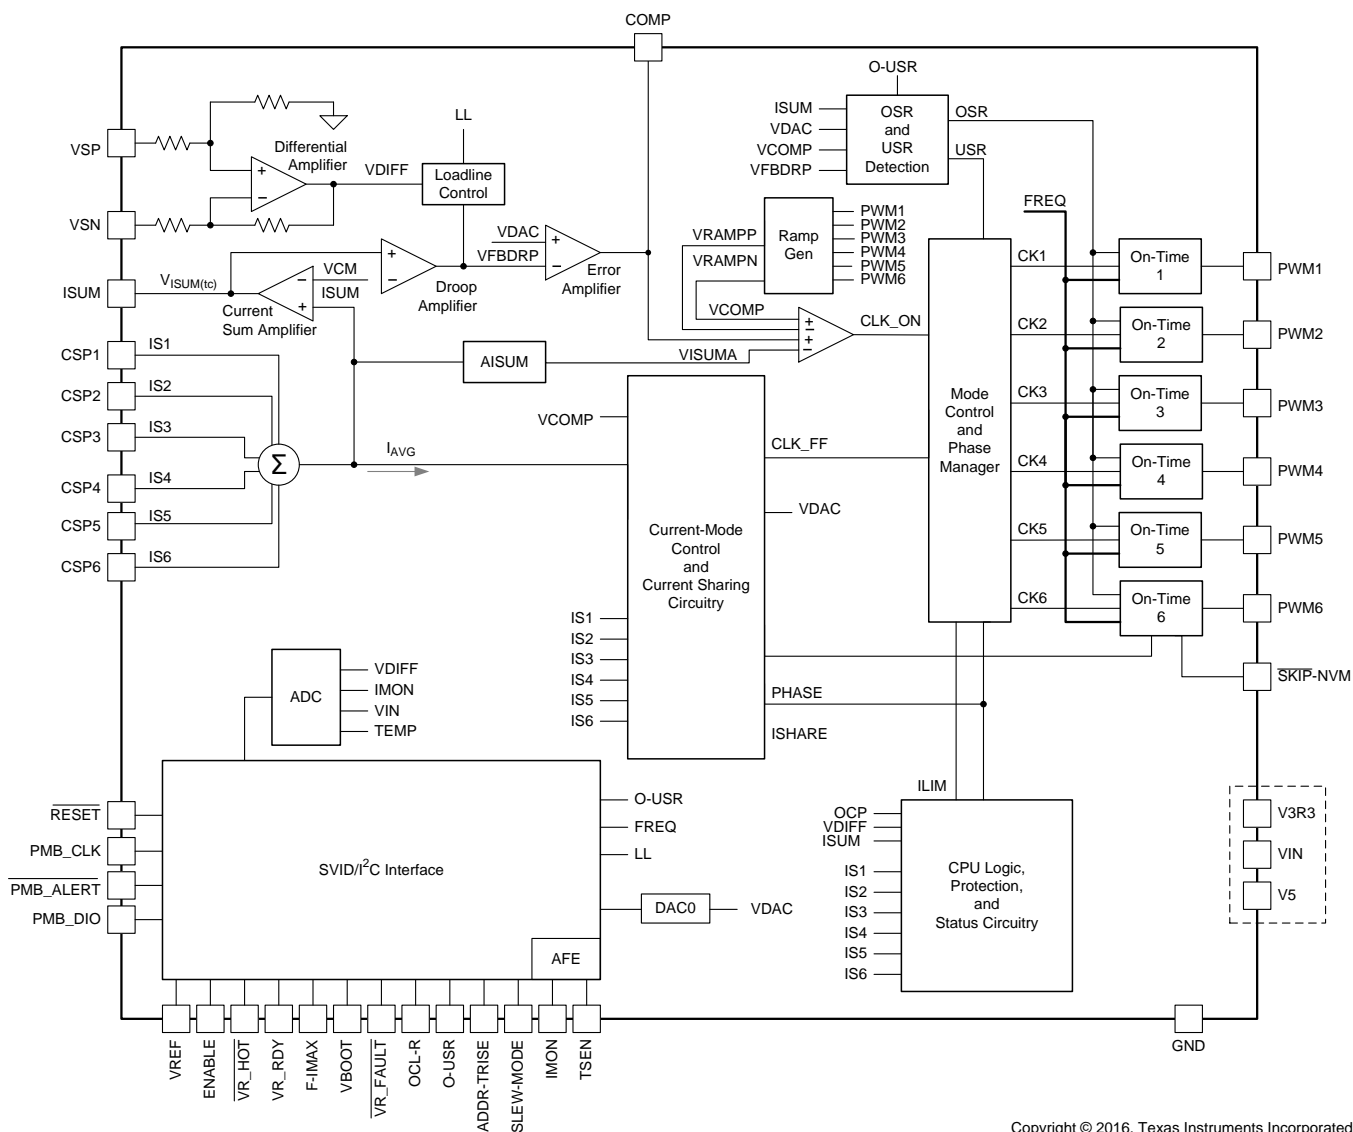 COMP
VSP
VSN
ISUM
CSP1
CSP2
CSP3
CSP4
CSP5
CSP6
Differential
Amplifier
VDIFF
LL
Loadline
Control
VDAC
VFBDRP
Error
Amplifier
Droop
Amplifier
VCM
ISUM
V_ISUM(tc)
Current
Sum Amplifier
IS1
IS2
IS3
IS4
IS5
IS6
Σ
I_AVG
AISUM
VISUMA
O-USR
ISUM
VDAC
VCOMP
VFBDRP
OSR
and
USR
Detection
OSR
USR
VRAMPP
VRAMPN
Ramp
Gen
PWM1
PWM2
PWM3
PWM4
PWM5
PWM6
VCOMP
CLK_ON
FREQ
Mode
Control
and
Phase
Manager
CK1
CK2
CK3
CK4
CK5
CK6
On-Time
1
On-Time
2
On-Time
3
On-Time
4
On-Time
5
On-Time
6
PWM1
PWM2
PWM3
PWM4
PWM5
PWM6
SKIP-NVM
VCOMP
CLK_FF
VDAC
Current-Mode
Control
and
Current Sharing
Circuitry
IS1
IS2
IS3
IS4
IS5
IS6
PHASE
ISHARE
ADC
VDIFF
IMON
VIN
TEMP
RESET
PMB_CLK
PMB_ALERT
PMB_DIO
SVID/I²C Interface
O-USR
FREQ
LL
DAC0
VDAC
AFE
ILIM
OCP
VDIFF
ISUM
IS1
IS2
IS3
IS4
IS5
IS6
CPU Logic,
Protection,
and
Status Circuitry
V3R3
VIN
V5
VREF
ENABLE
VR_HOT
VR_RDY
F-IMAX
VBOOT
VR_FAULT
OCL-R
O-USR
ADDR-TRISE
SLEW-MODE
IMON
TSEN
GND
Copyright © 2016, Texas Instruments Incorporated